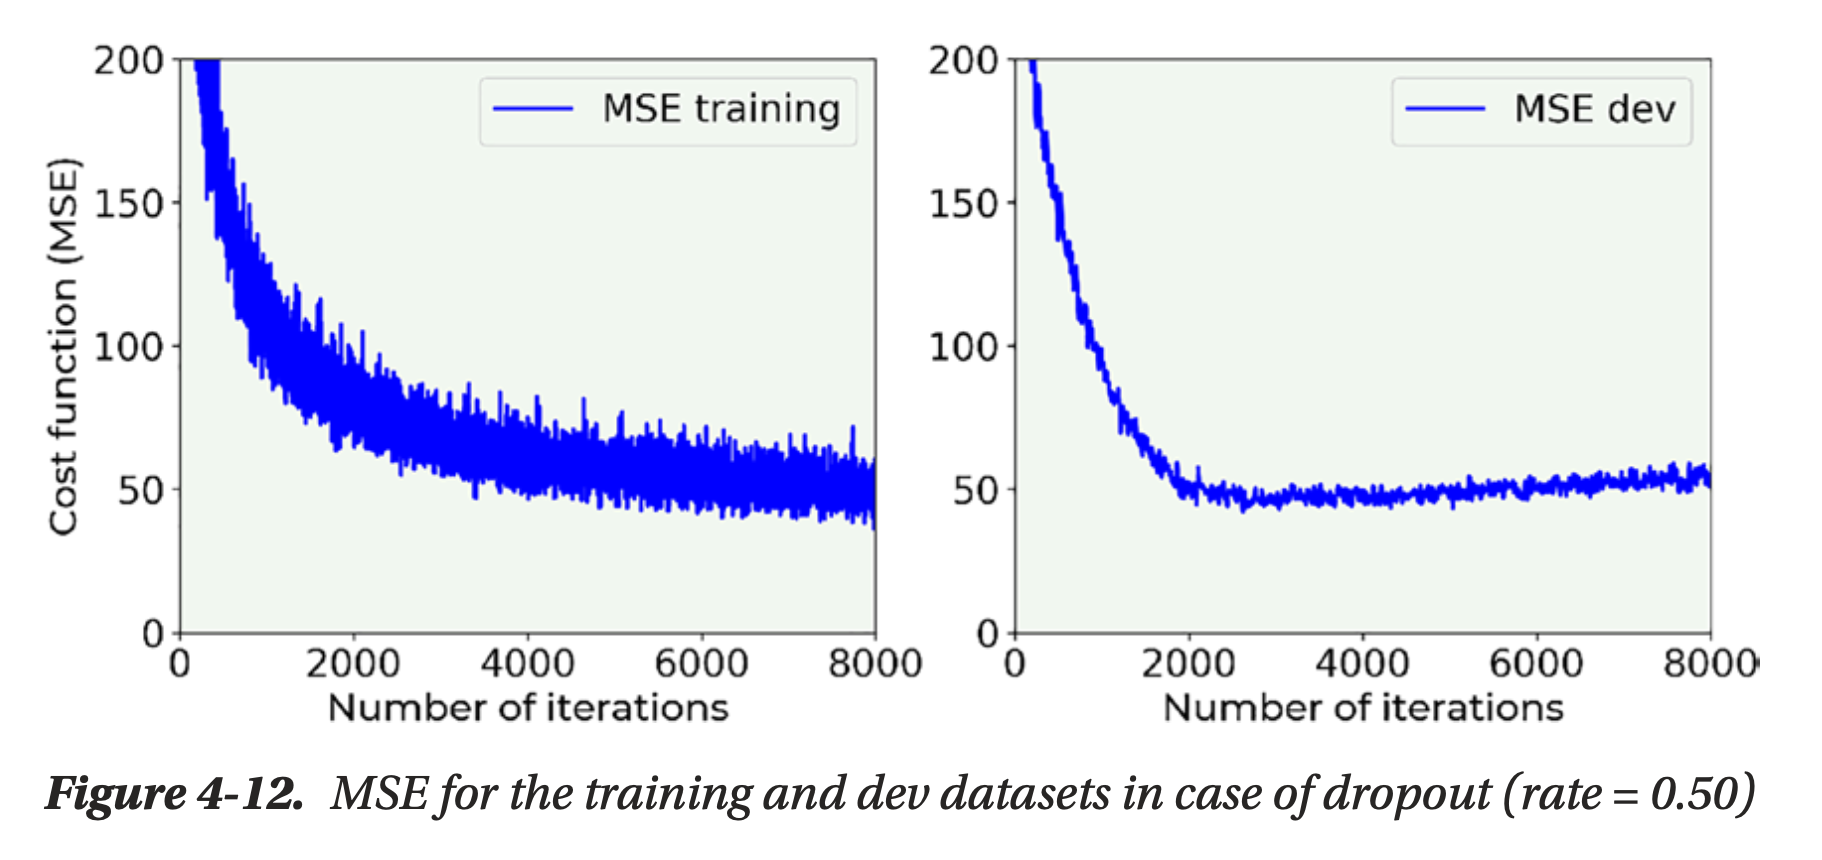 200
150
100
50
0
Cost function (MSE)
MSE training
0 2000 4000 6000 8000
Number of iterations
200
150
100
50
0
MSE dev
0 2000 4000 6000 8000
Number of iterations
Figure 4-12. MSE for the training and dev datasets in case of dropout (rate = 0.50)